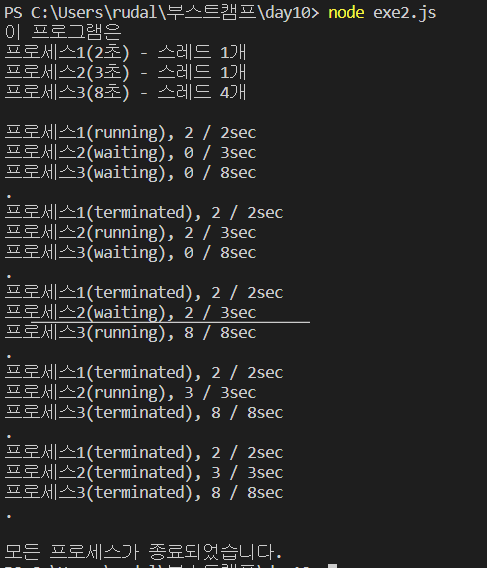 PS C:\Users\rudal\부스트캠프\day10> node exe2.js
이 프로그램은
프로세스1(2초) - 스레드 1개
프로세스2(3초) - 스레드 1개
프로세스3(8초) - 스레드 4개
프로세스1(running), 2 / 2sec
프로세스2(waiting), 0 / 3sec
프로세스3(waiting), 0 / 8sec
.
프로세스1(terminated), 2 / 2sec
프로세스2(running), 2 / 3sec
프로세스3(waiting), 0 / 8sec
.
프로세스1(terminated), 2 / 2sec
프로세스2(waiting), 2 / 3sec
프로세스3(running), 8 / 8sec
.
프로세스1(terminated), 2 / 2sec
프로세스2(running), 3 / 3sec
프로세스3(terminated), 8 / 8sec
.
프로세스1(terminated), 2 / 2sec
프로세스2(terminated), 3 / 3sec
프로세스3(terminated), 8 / 8sec
.
모든 프로세스가 종료되었습니다.